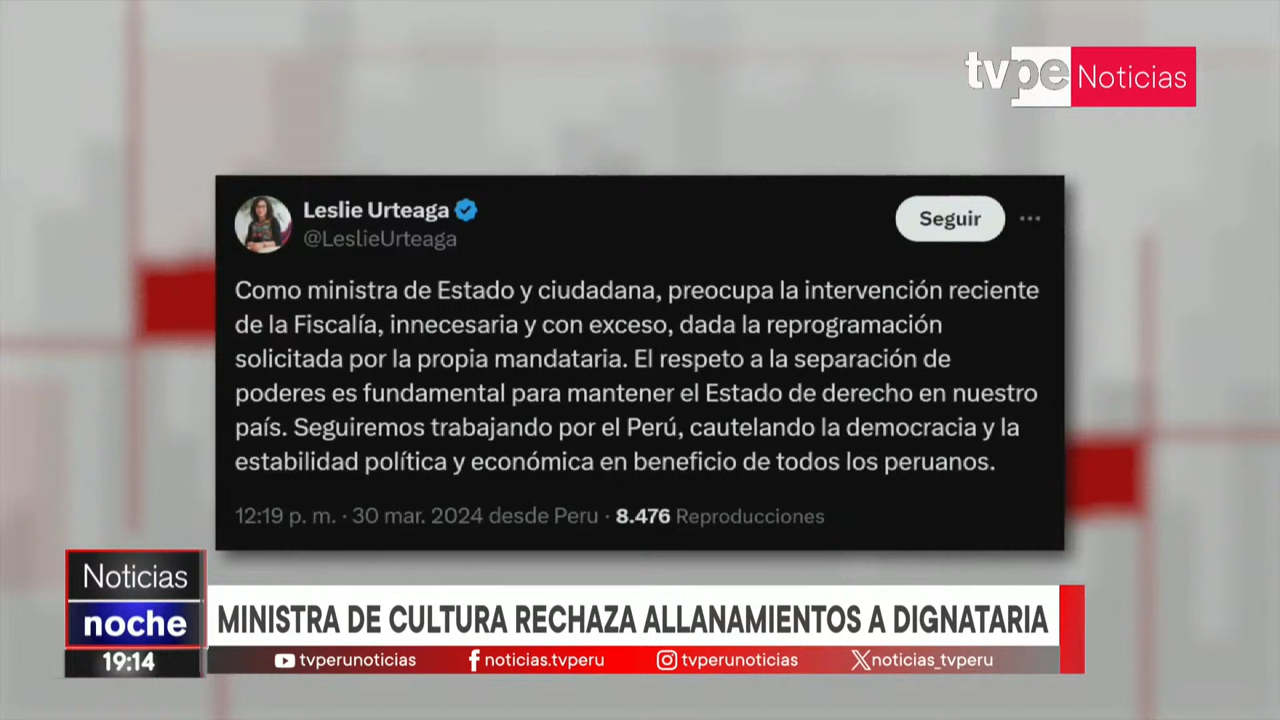 tvpe Noticias
Leslie Urteaga
@LeslieUrteaga
Seguir
Como ministra de Estado y ciudadana, preocupa la intervención reciente
de la Fiscalía, innecesaria y con exceso, dada la reprogramación
solicitada por la propia mandataria. El respeto a la separación de
poderes es fundamental para mantener el Estado de derecho en nuestro
país. Seguiremos trabajando por el Perú, cautelando la democracia y la
estabilidad política y económica en beneficio de todos los peruanos.
12:19 p. m. · 30 mar. 2024 desde Peru · 8.476 Reproducciones
Noticias
noche
19:14
MINISTRA DE CULTURA RECHAZA ALLANAMIENTOS A DIGNATARIA
tvperunoticias noticias.tvperu tvperunoticias noticias_tvperu